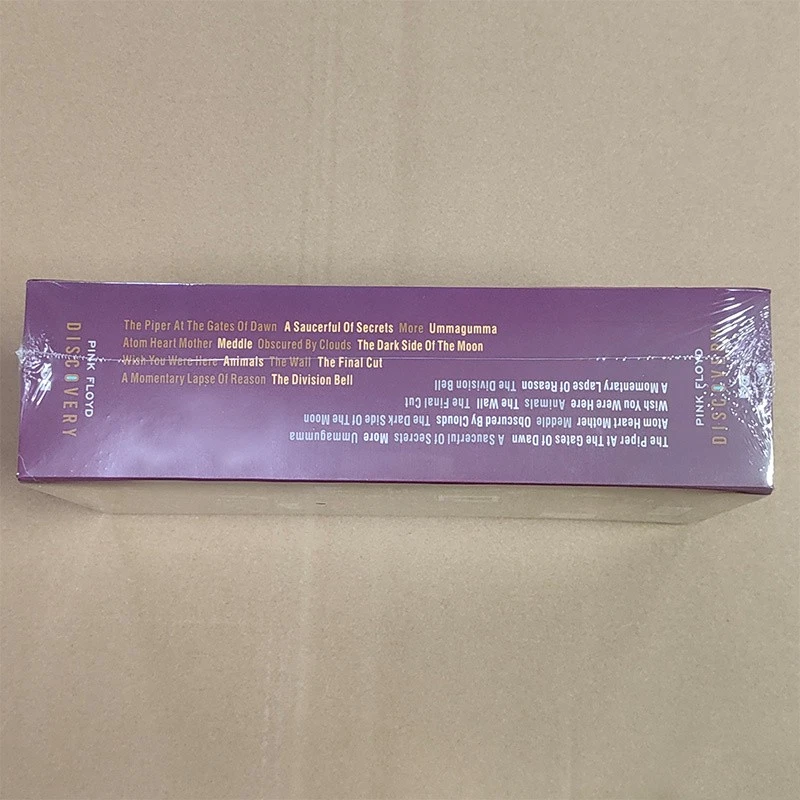 DISCOVERY
PINK FLOYD
The Piper At The Gates Of Dawn A Saucerful Of Secrets More Ummagumma
Atom Heart Mother Meddle Obscured By Clouds The Dark Side Of The Moon
Wish You Were Here Animals The Wall The Final Cut
A Momentary Lapse Of Reason The Division Bell
The Piper At The Gates Of Dawn A Saucerful Of Secrets More Ummagumma
Atom Heart Mother Meddle Obscured By Clouds The Dark Side Of The Moon
Wish You Were Here Animals The Wall The Final Cut
A Momentary Lapse Of Reason The Division Bell
PINK FLOYD
DISCOVERY